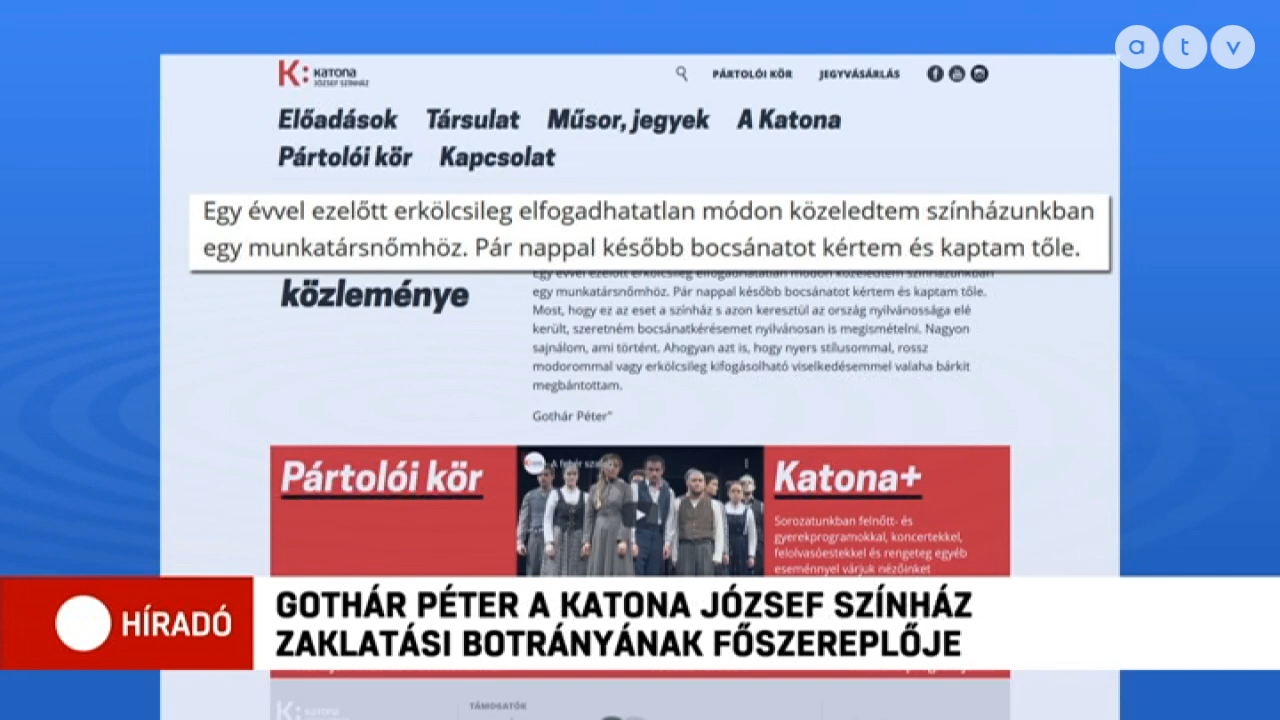 atv
K: KATONA
JÓZSEF SZÍNHÁZ
PÁRTOLÓI KÖR JEGYVÁSÁRLÁS
Előadások Társulat Műsor, jegyek A Katona
Pártolói kör Kapcsolat
Egy évvel ezelőtt erkölcsileg elfogadhatatlan módon közeledtem színházunkban
egy munkatársnőmhöz. Pár nappal később bocsánatot kértem és kaptam tőle.
közleménye
Egy évvel ezelőtt erkölcsileg elfogadhatatlan módon közeledtem színházunkban
egy munkatársnőmhöz. Pár nappal később bocsánatot kértem és kaptam tőle.
Most, hogy ez az eset a színház s azon keresztül az ország nyilvánossága elé
került, szeretném bocsánatkérésemet nyilvánosan is megismételni. Nagyon
sajnálom, ami történt. Ahogyan azt is, hogy nyers stílusommal, rossz
modorommal vagy erkölcsileg kifogásolható viselkedésemmel valaha bárkit
megbántottam.
Gothár Péter"
Pártolói kör
A fehér
Katona+
Sorozatunkban felnőtt- és
gyerekprogramokkal, koncertekkel,
felolvasóestekkel és rengeteg egyéb
eseménnyel várjuk nézőinket
HÍRADÓ
GOTHÁR PÉTER A KATONA JÓZSEF SZÍNHÁZ
ZAKLATÁSI BOTRÁNYÁNAK FŐSZEREPLŐJE
K: KATONA
TÁMOGATÓK